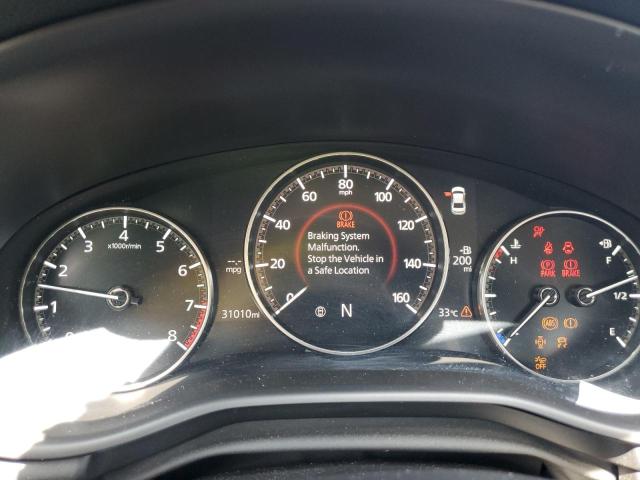 1
2
3
4
5
6
7
8
x1000r/min
-.-
mpg
31010mi
0
20
40
60
80
100
120
140
160
mph
BRAKE
Braking System
Malfunction.
Stop the Vehicle in
a Safe Location
N
200
mi
33°C
H
F
1/2
E
PARK
BRAKE
ABS
OFF